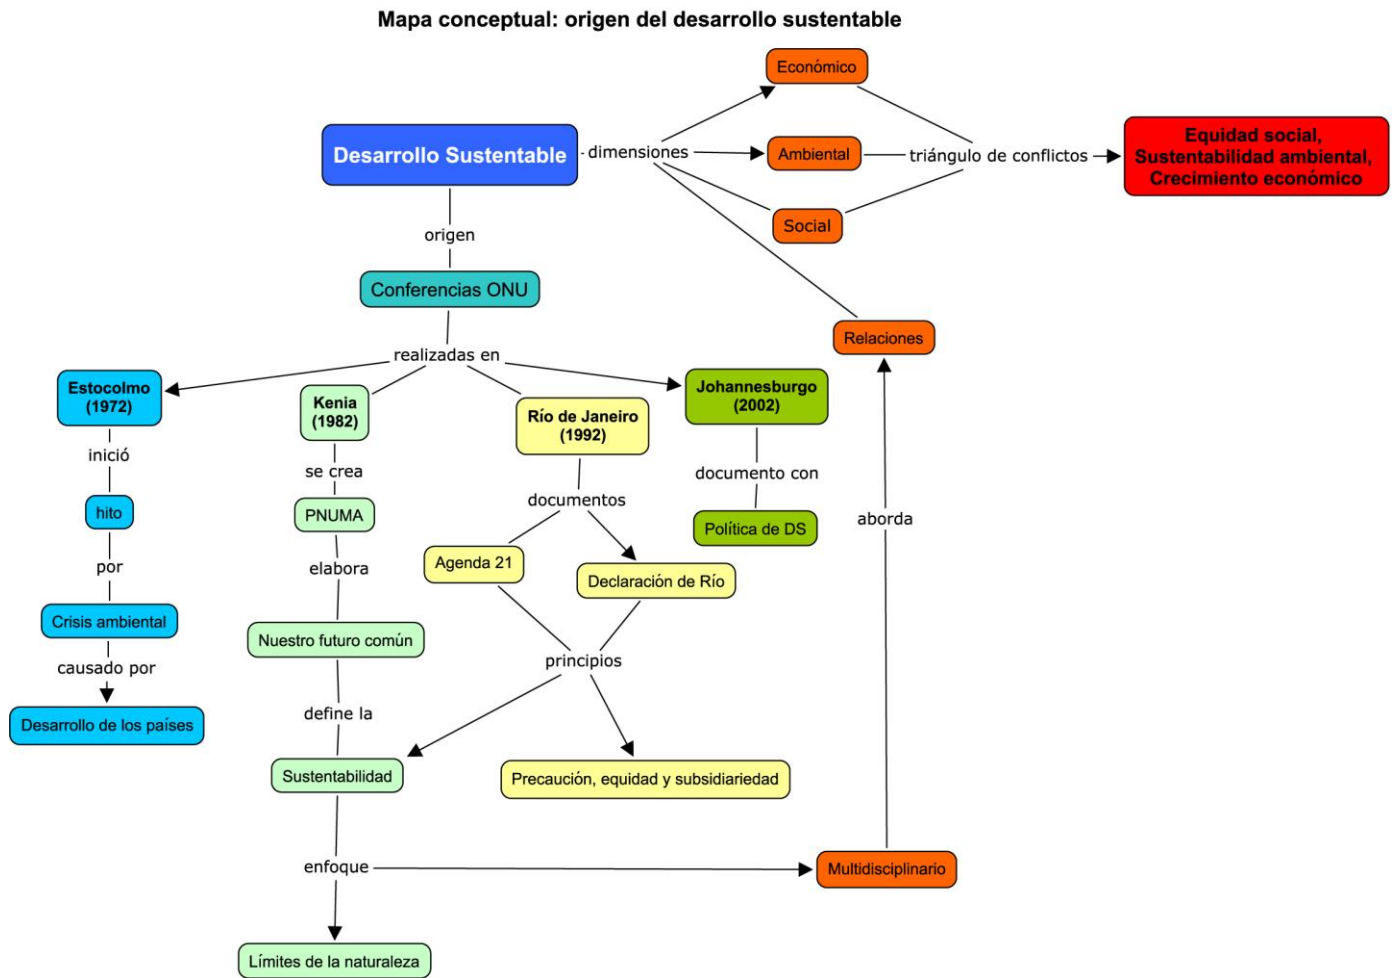 Mapa conceptual: origen del desarrollo sustentable
Económico
Desarrollo Sustentable
dimensiones
Ambiental
triángulo de conflictos
Equidad social,
Sustentabilidad ambiental,
Crecimiento económico
Social
origen
Conferencias ONU
Relaciones
realizadas en
Estocolmo
(1972)
Kenia
(1982)
Río de Janeiro
(1992)
Johannesburgo
(2002)
inició
se crea
documentos
documento con
hito
PNUMA
Política de DS
aborda
por
elabora
Agenda 21
Declaración de Río
Crisis ambiental
Nuestro futuro común
causado por
principios
Desarrollo de los países
define la
Sustentabilidad
Precaución, equidad y subsidiariedad
enfoque
Multidisciplinario
Límites de la naturaleza